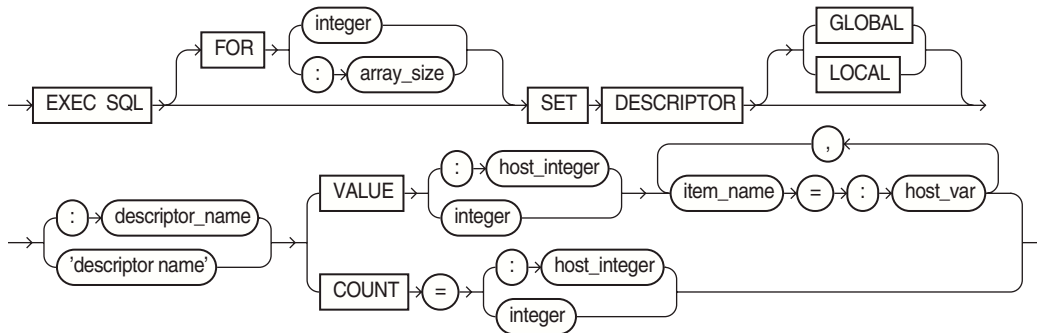 integer
FOR
: array_size
GLOBAL
LOCAL
EXEC SQL SET DESCRIPTOR
,
: host_integer
VALUE
integer
item_name = : host_var
: descriptor_name
'descriptor name'
: host_integer
COUNT =
integer